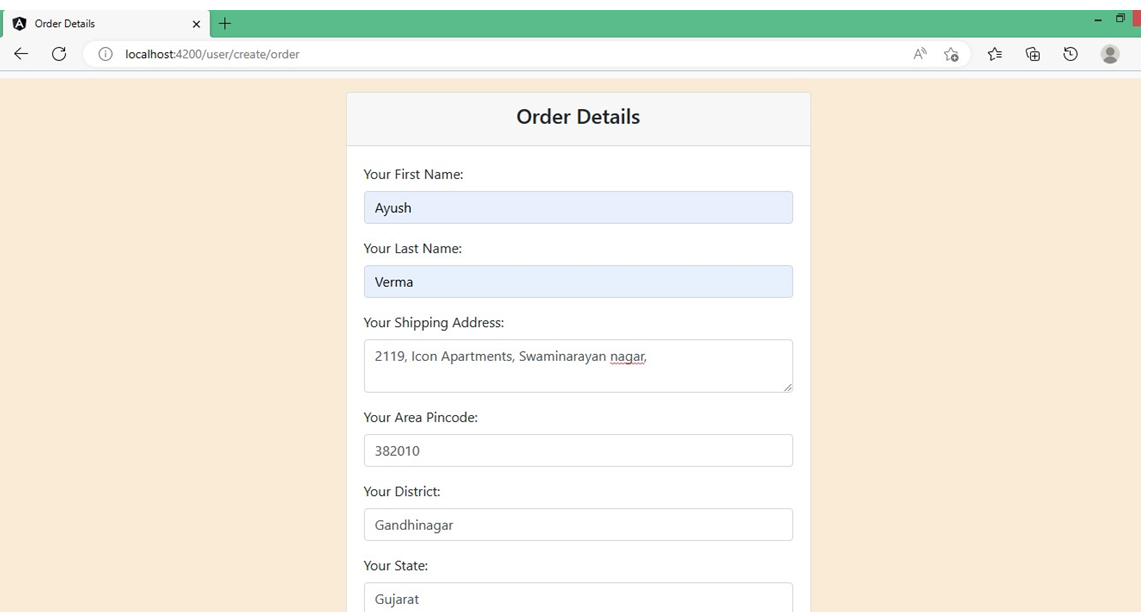 Order Details
localhost:4200/user/create/order
Order Details
Your First Name:
Ayush
Your Last Name:
Verma
Your Shipping Address:
2119, Icon Apartments, Swaminarayan nagar,
Your Area Pincode:
382010
Your District:
Gandhinagar
Your State:
Gujarat